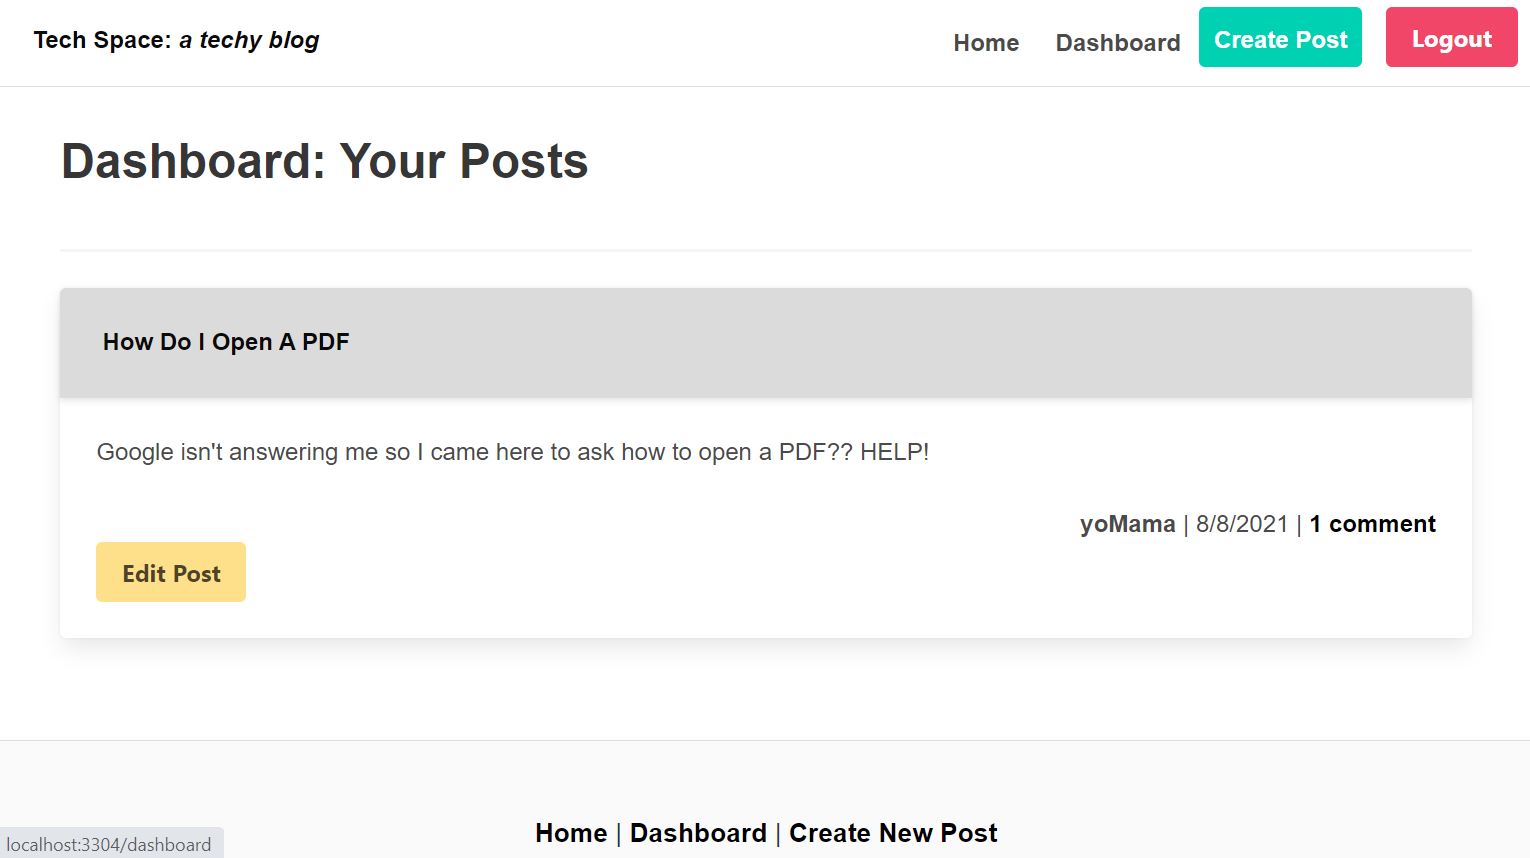 Tech Space: a techy blog Home Dashboard Create Post Logout
Dashboard: Your Posts
How Do I Open A PDF
Google isn't answering me so I came here to ask how to open a PDF?? HELP!
yoMama | 8/8/2021 | 1 comment
Edit Post
Home | Dashboard | Create New Post
localhost:3304/dashboard